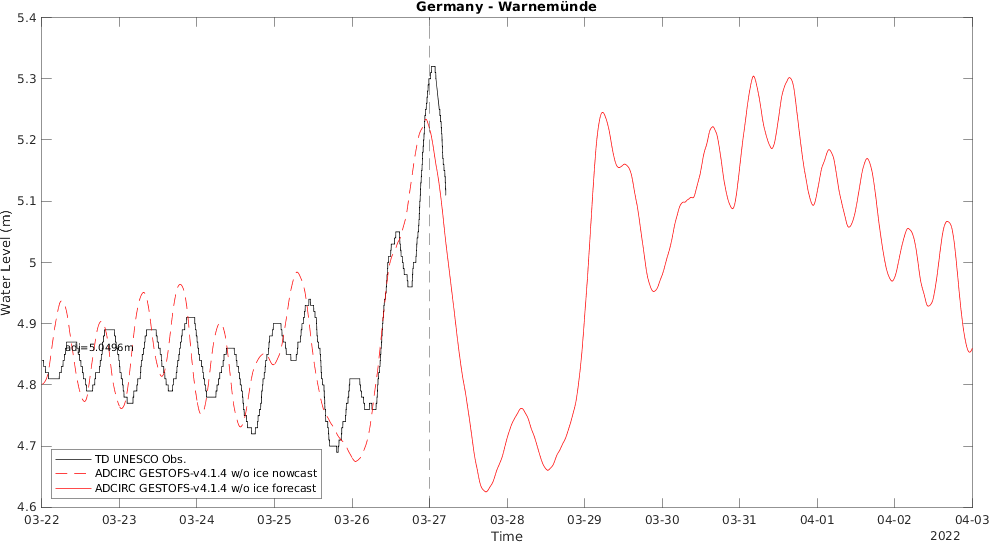 Germany - Warnemünde
5.4
5.3
5.2
5.1
5
4.9
4.8
4.7
4.6
Water Level (m)
adj=5.0496m
TD UNESCO Obs.
ADCIRC GESTOFS-v4.1.4 w/o ice nowcast
ADCIRC GESTOFS-v4.1.4 w/o ice forecast
03-22 03-23 03-24 03-25 03-26 03-27 03-28 03-29 03-30 03-31 04-01 04-02 04-03
Time
2022